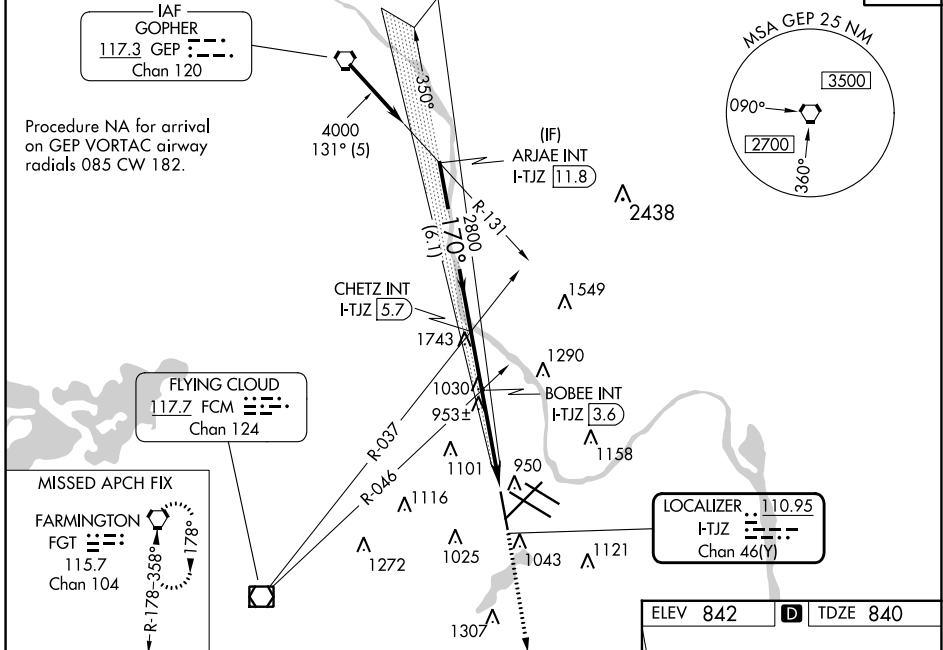 IAF
GOPHER
117.3 GEP
Chan 120
Procedure NA for arrival
on GEP VORTAC airway
radials 085 CW 182.
4000
131° (5)
350°
(IF)
ARJAE INT
I-TJZ 11.8
MSA GEP 25 NM
3500
090°
2700
360°
2438
R-131
2800
170°
(6.1)
CHETZ INT
I-TJZ 5.7
1549
1743
1290
1030
BOBEE INT
I-TJZ 3.6
953±
FLYING CLOUD
117.7 FCM
Chan 124
R-037
R-046
1101
1158
950
1116
MISSED APCH FIX
FARMINGTON
FGT
115.7
Chan 104
178°
R-178-358°
LOCALIZER 110.95
I-TJZ
Chan 46(Y)
1272
1025
1043
1121
1307
ELEV 842 D TDZE 840